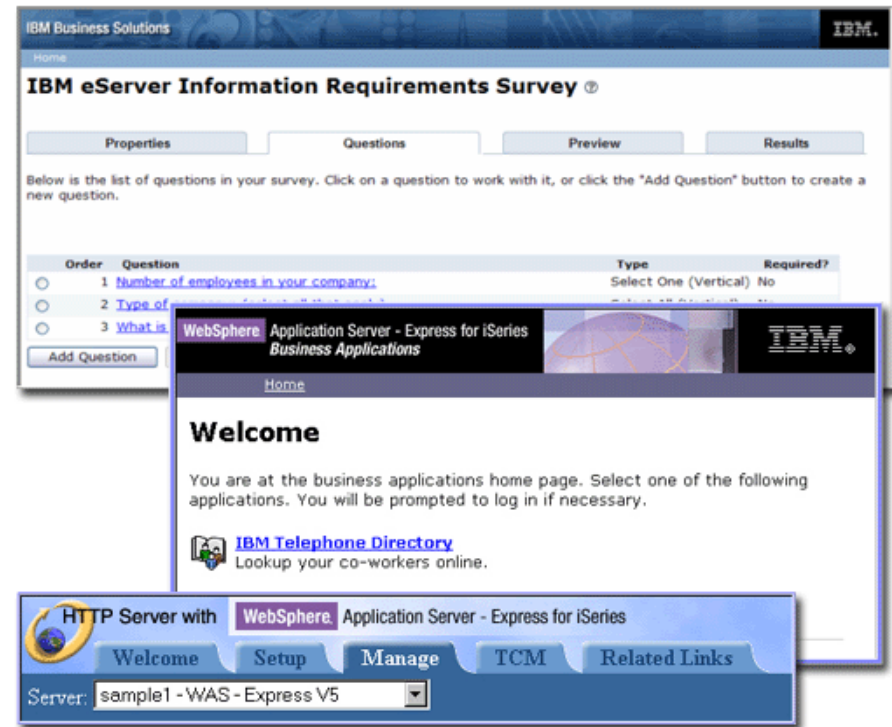 IBM Business Solutions
IBM.
Home
IBM eServer Information Requirements Survey ?
Properties Questions Preview Results
Below is the list of questions in your survey. Click on a question to work with it, or click the "Add Question" button to create a
new question.
Order Question Type Required?
1 Number of employees in your company: Select One (Vertical) No
2 Type of
3 What is
Add Question
WebSphere. Application Server - Express for iSeries
Business Applications
IBM.
Home
Welcome
You are at the business applications home page. Select one of the following
applications. You will be prompted to log in if necessary.
IBM Telephone Directory
Lookup your co-workers online.
HTTP Server with WebSphere. Application Server - Express for iSeries
Welcome Setup Manage TCM Related Links
Server: sample1 - WAS - Express V5